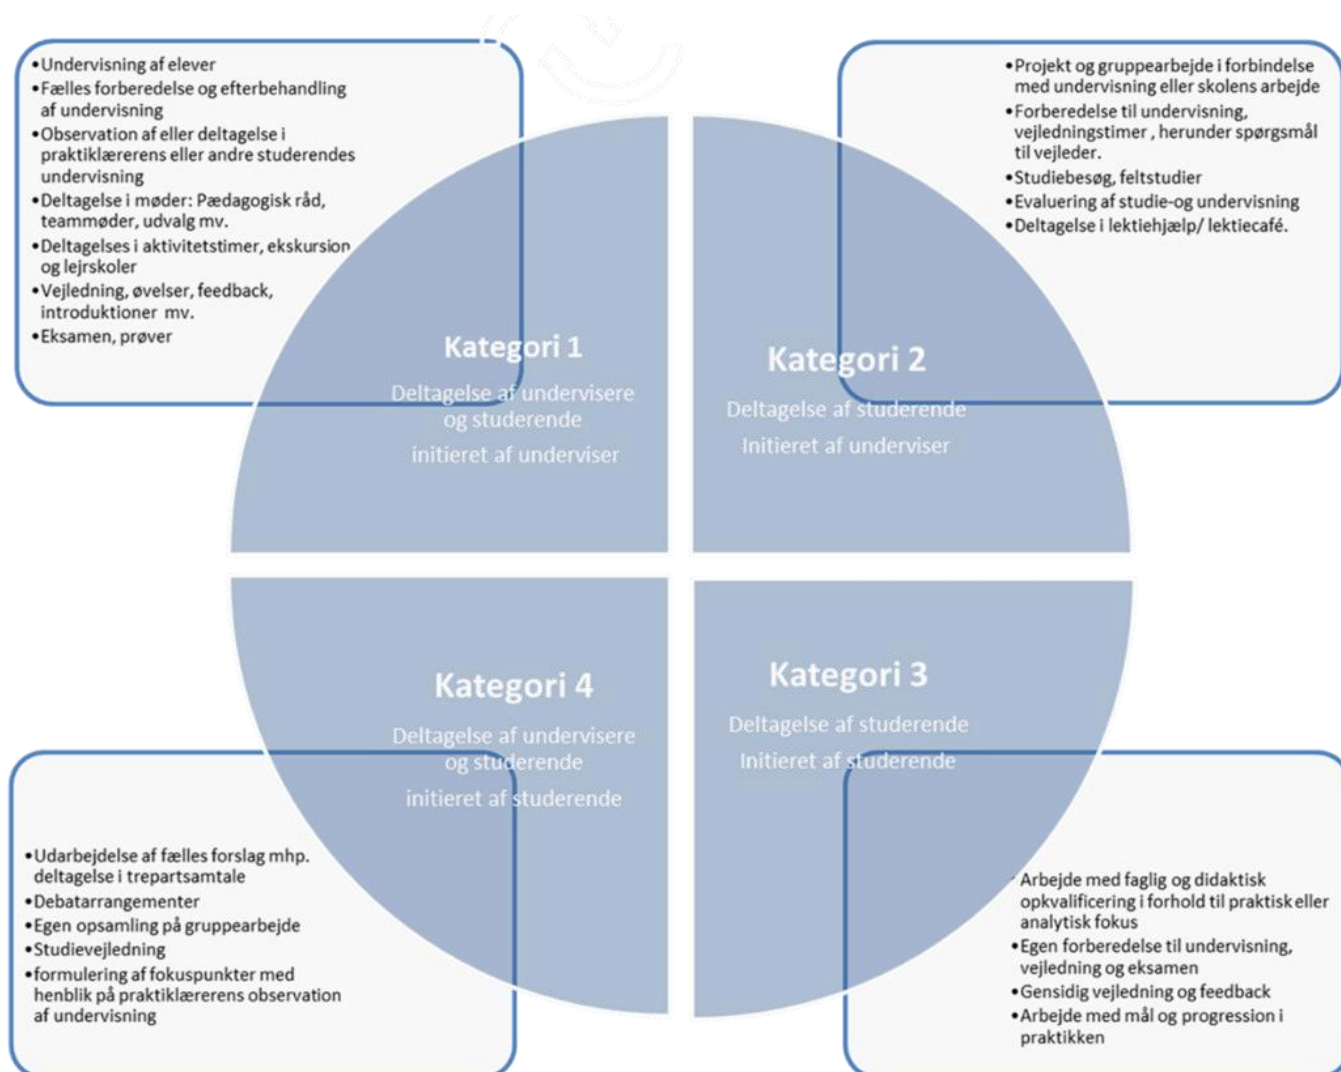 •Undervisning af elever
•Fælles forberedelse og efterbehandling
af undervisning
•Observation af eller deltagelse i
praktiklærerens eller andre studerendes
undervisning
•Deltagelse i møder: Pædagogisk råd,
teammøder, udvalg mv.
•Deltagelses i aktivitetstimer, ekskursion
og lejrskoler
•Vejledning, øvelser, feedback,
introduktioner mv.
•Eksamen, prøver
•Projekt og gruppearbejde i forbindelse
med undervisning eller skolens arbejde
•Forberedelse til undervisning,
vejledningstimer , herunder spørgsmål
til vejleder.
•Studiebesøg, feltstudier
•Evaluering af studie-og undervisning
•Deltagelse i lektiehjælp/ lektiecafé.
Kategori 1
Deltagelse af undervisere
og studerende
initieret af underviser
Kategori 2
Deltagelse af studerende
Initieret af underviser
Kategori 4
Deltagelse af undervisere
og studerende
initieret af studerende
Kategori 3
Deltagelse af studerende
Initieret af studerende
•Udarbejdelse af fælles forslag mhp.
deltagelse i trepartsamtale
•Debatarrangementer
•Egen opsamling på gruppearbejde
•Studievejledning
•formulering af fokuspunkter med
henblik på praktiklærerens observation
af undervisning
• Arbejde med faglig og didaktisk
opkvalificering i forhold til praktisk eller
analytisk fokus
•Egen forberedelse til undervisning,
vejledning og eksamen
•Gensidig vejledning og feedback
•Arbejde med mål og progression i
praktikken